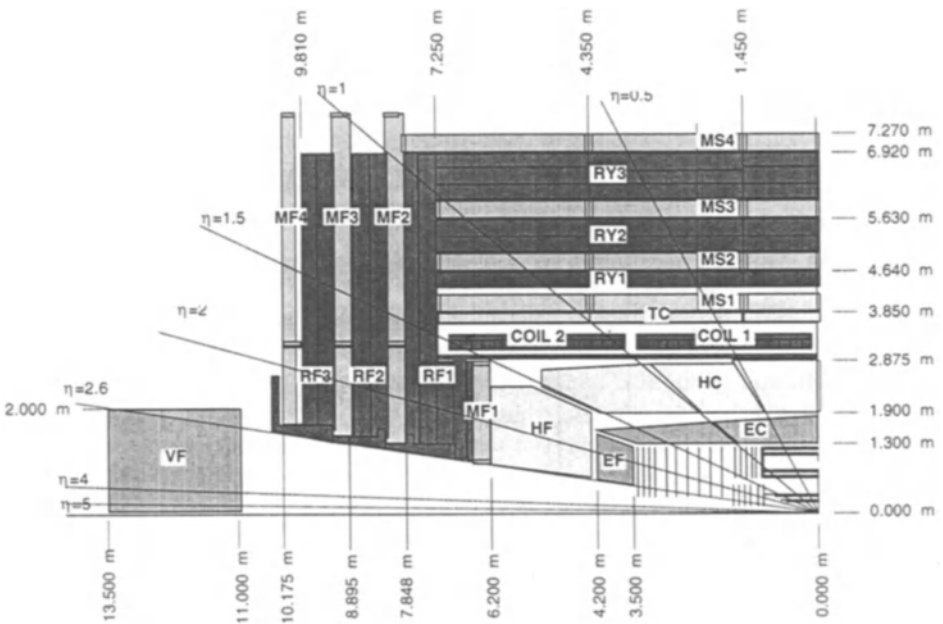 9.810 m
7.250 m
4.350 m
1.450 m
η=1
η=0.5
7.270 m
MS4
6.920 m
RY3
η=1.5
MF4
MF3
MF2
MS3
5.630 m
RY2
MS2
4.640 m
RY1
MS1
3.850 m
TC
η=2
COIL 2
COIL 1
2.875 m
RF3
RF2
RF1
HC
η=2.6
2.000 m
MF1
1.900 m
HF
EC
1.300 m
VF
EF
η=4
η=5
0.000 m
13.500 m
11.000 m
10.175 m
8.895 m
7.848 m
6.200 m
4.200 m
3.500 m
0.000 m